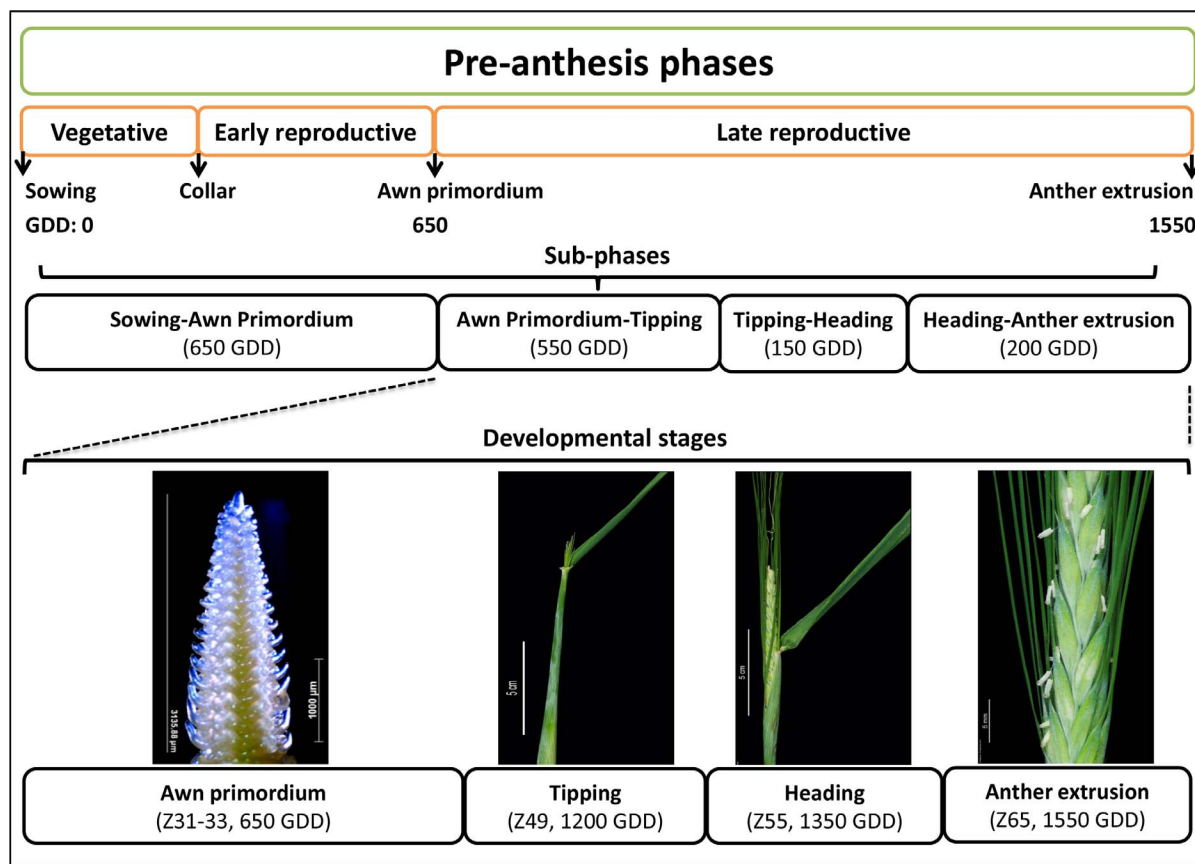 Pre-anthesis phases
Vegetative
Early reproductive
Late reproductive
Sowing
Collar
Awn primordium
Anther extrusion
GDD: 0
650
1550
Sub-phases
Sowing-Awn Primordium
(650 GDD)
Awn Primordium-Tipping
(550 GDD)
Tipping-Heading
(150 GDD)
Heading-Anther extrusion
(200 GDD)
Developmental stages
3135.88 µm
1000 µm
5 cm
5 cm
5 mm
Awn primordium
(Z31-33, 650 GDD)
Tipping
(Z49, 1200 GDD)
Heading
(Z55, 1350 GDD)
Anther extrusion
(Z65, 1550 GDD)